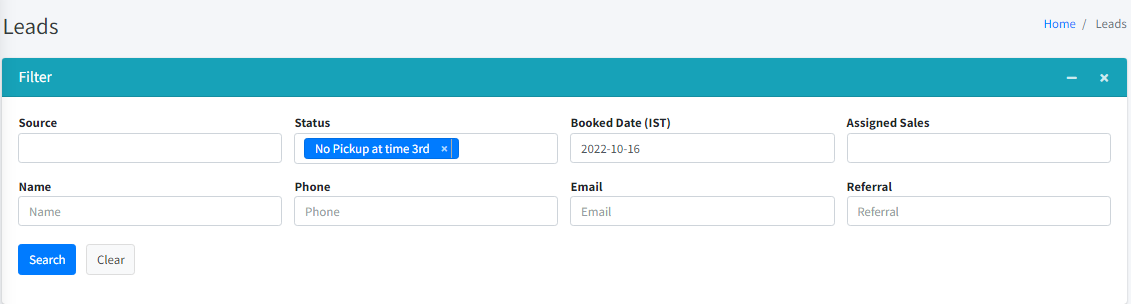 Leads
Home / Leads
Filter
Source Status Booked Date (IST) Assigned Sales
No Pickup at time 3rd × 2022-10-16
Name Phone Email Referral
Name Phone Email Referral
Search Clear